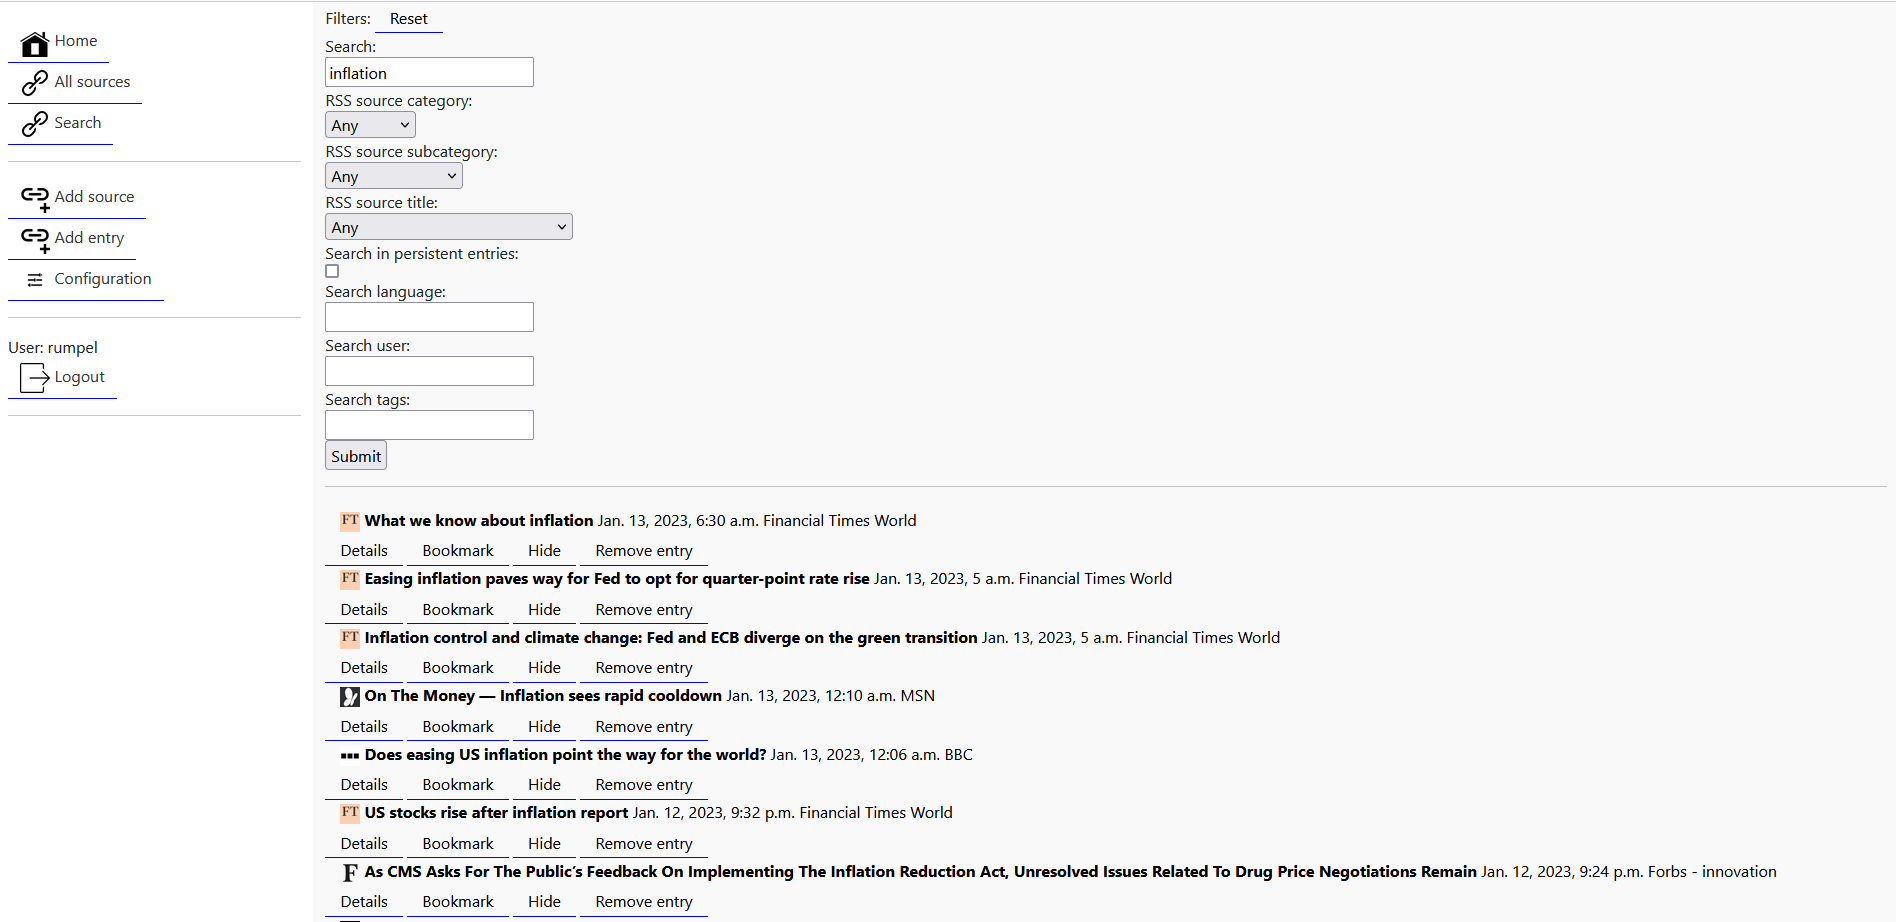 Home
All sources
Search
Add source
Add entry
Configuration
User: rumpel
Logout
Filters: Reset
Search:
inflation
RSS source category:
Any
RSS source subcategory:
Any
RSS source title:
Any
Search in persistent entries:
Search language:
Search user:
Search tags:
Submit
FT What we know about inflation Jan. 13, 2023, 6:30 a.m. Financial Times World
Details Bookmark Hide Remove entry
FT Easing inflation paves way for Fed to opt for quarter-point rate rise Jan. 13, 2023, 5 a.m. Financial Times World
Details Bookmark Hide Remove entry
FT Inflation control and climate change: Fed and ECB diverge on the green transition Jan. 13, 2023, 5 a.m. Financial Times World
Details Bookmark Hide Remove entry
On The Money — Inflation sees rapid cooldown Jan. 13, 2023, 12:10 a.m. MSN
Details Bookmark Hide Remove entry
Does easing US inflation point the way for the world? Jan. 13, 2023, 12:06 a.m. BBC
Details Bookmark Hide Remove entry
FT US stocks rise after inflation report Jan. 12, 2023, 9:32 p.m. Financial Times World
Details Bookmark Hide Remove entry
F As CMS Asks For The Public’s Feedback On Implementing The Inflation Reduction Act, Unresolved Issues Related To Drug Price Negotiations Remain Jan. 12, 2023, 9:24 p.m. Forbs - innovation
Details Bookmark Hide Remove entry